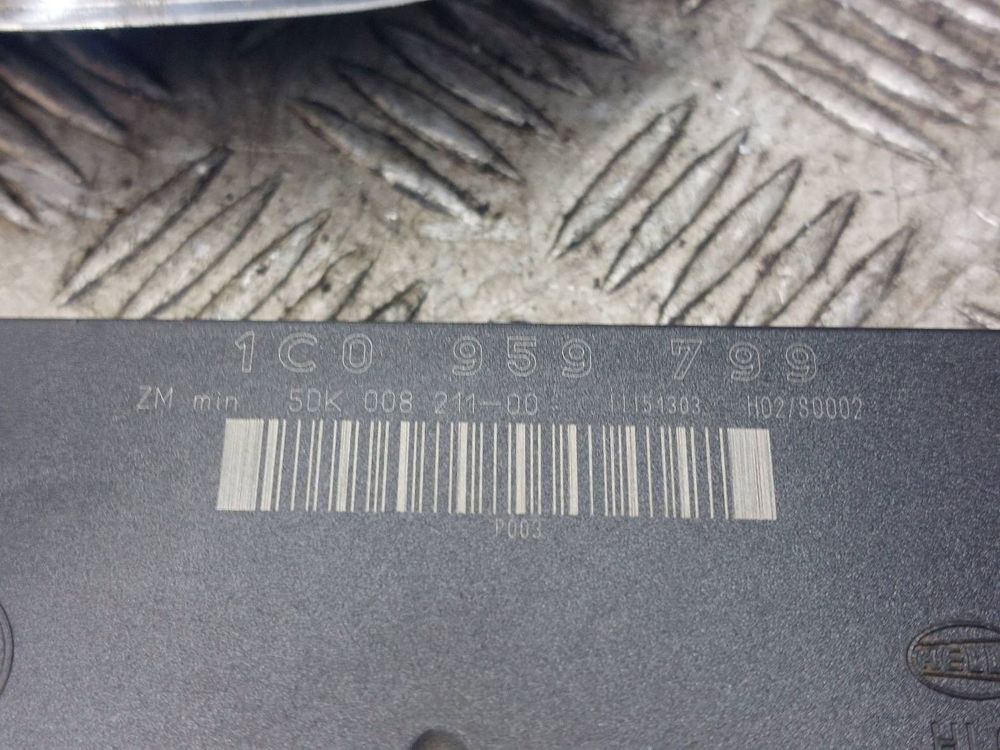 1C0 959 799
ZM min 5DK 008 211-00 11151303 H02/S0002
P003